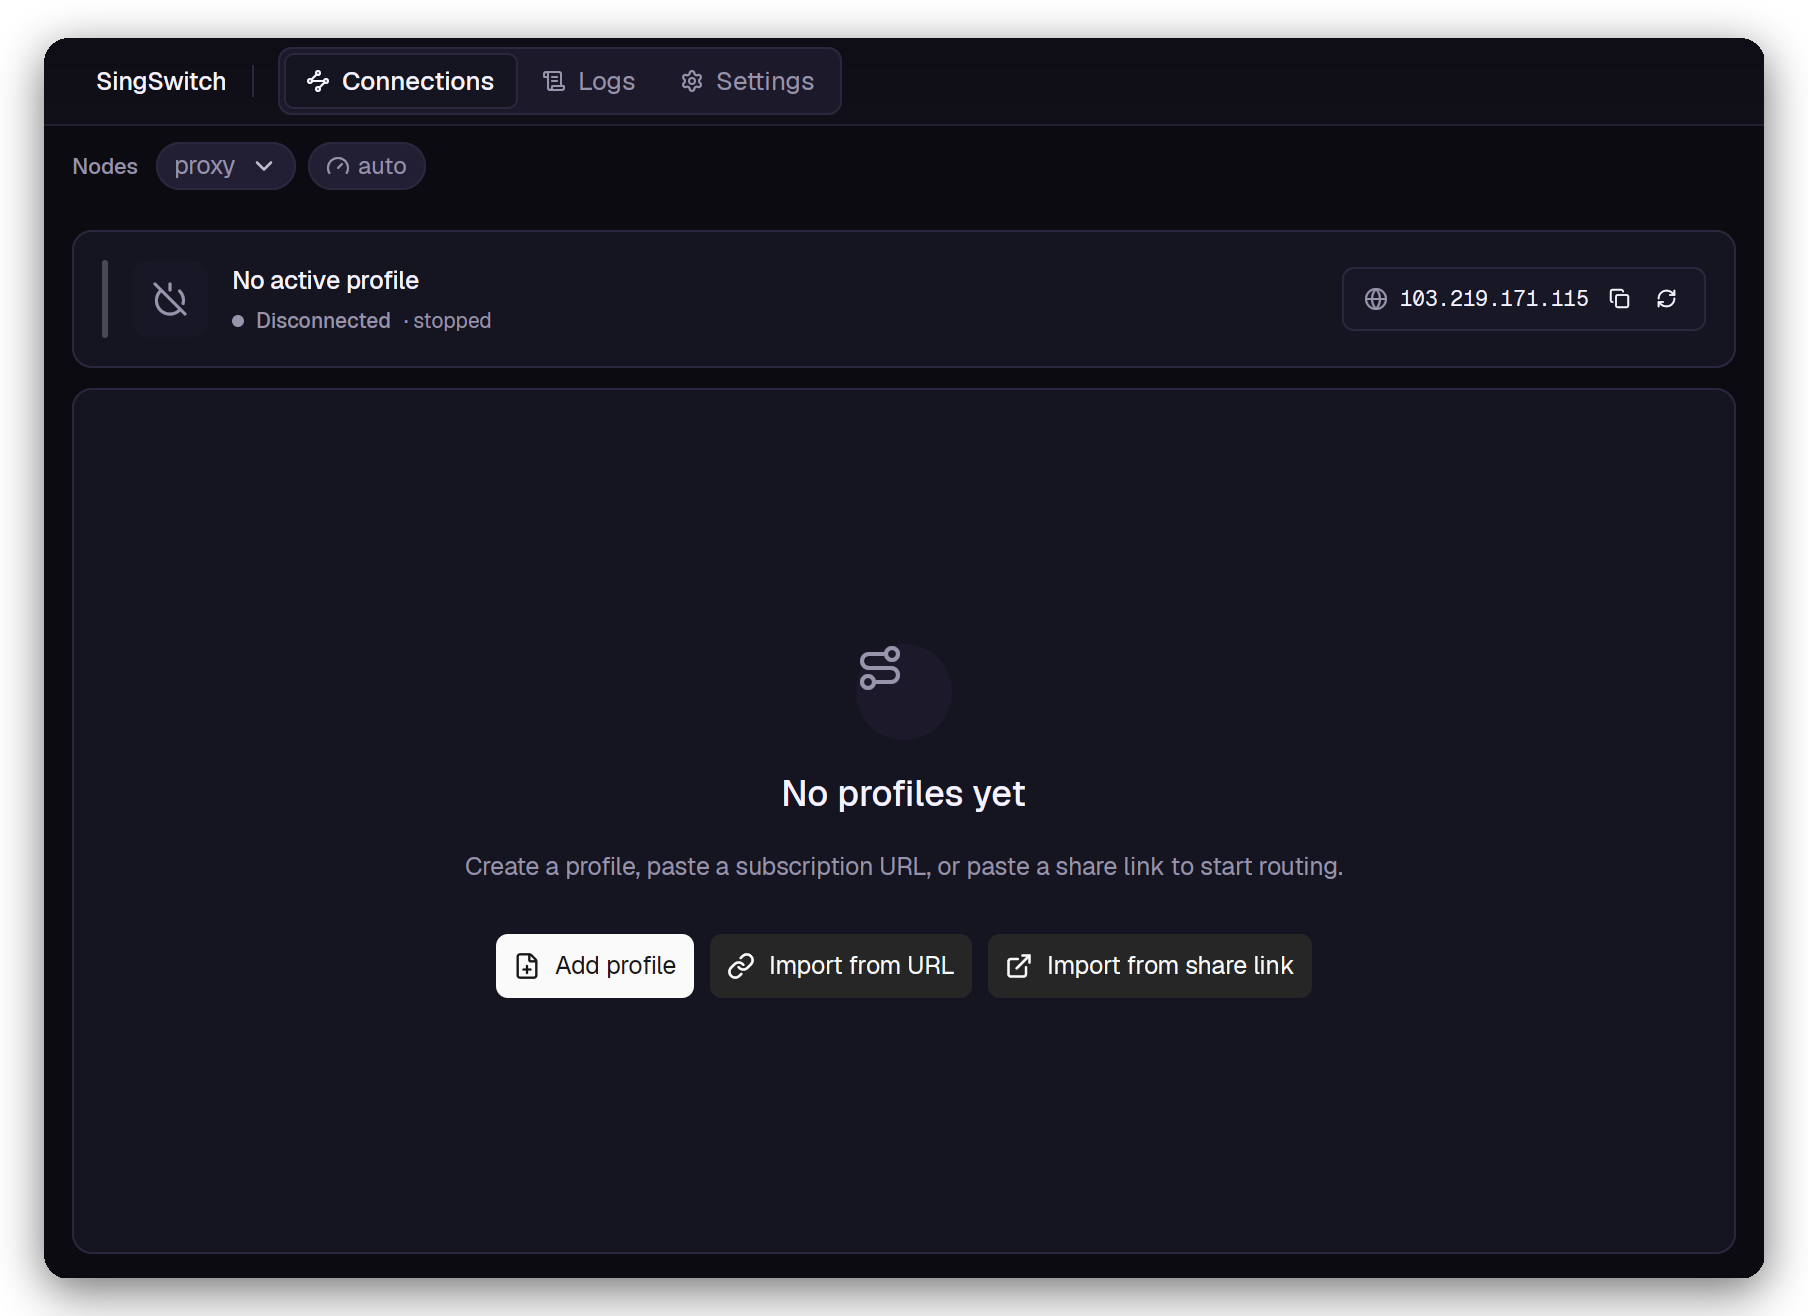 SingSwitch
Connections
Logs
Settings
Nodes
proxy
auto
No active profile
Disconnected · stopped
103.219.171.115
No profiles yet
Create a profile, paste a subscription URL, or paste a share link to start routing.
Add profile
Import from URL
Import from share link